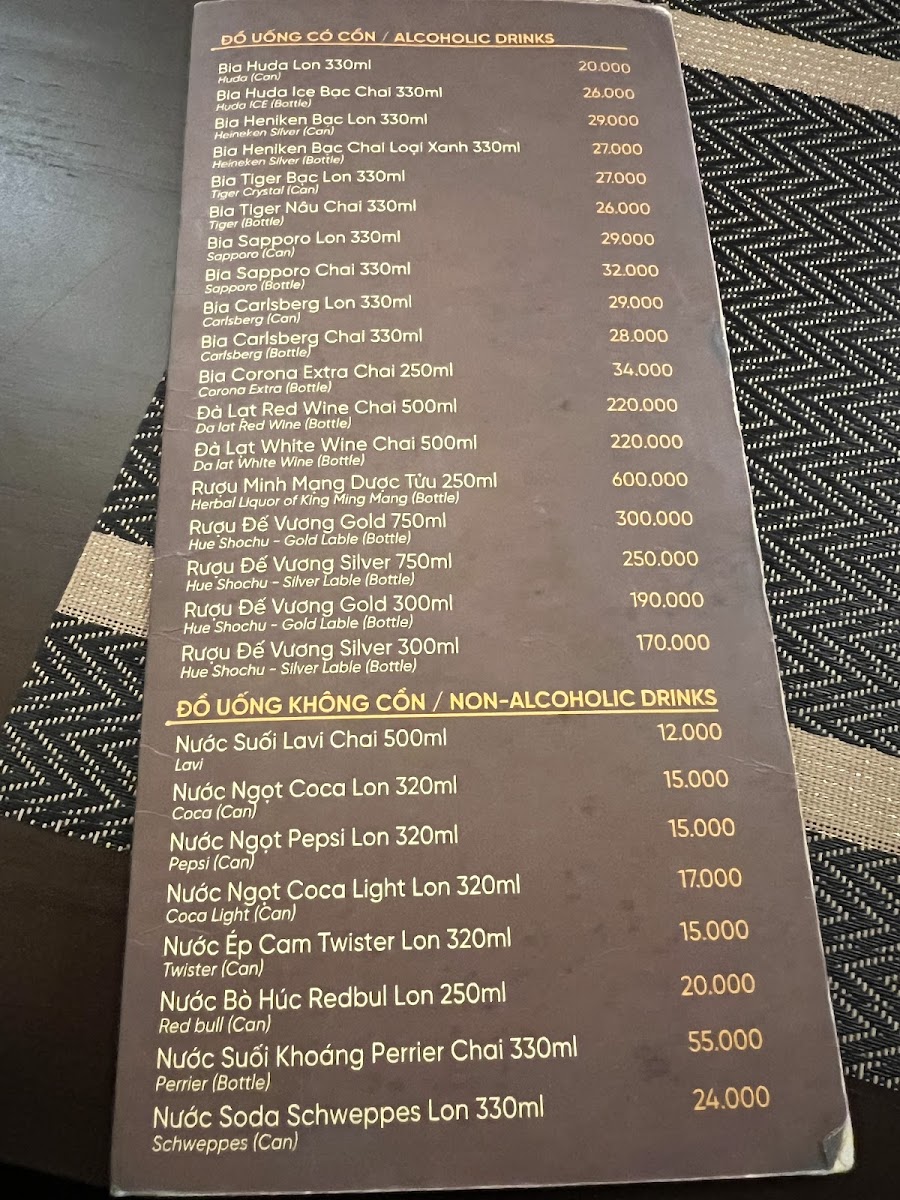 ĐỒ UỐNG CÓ CỒN / ALCOHOLIC DRINKS
Bia Huda Lon 330ml 20.000
Huda (Can)
Bia Huda Ice Bạc Chai 330ml 26.000
Huda ICE (Bottle)
Bia Heniken Bạc Lon 330ml 29.000
Heineken Silver (Can)
Bia Heniken Bạc Chai Loại Xanh 330ml 27.000
Heineken Silver (Bottle)
Bia Tiger Bạc Lon 330ml 27.000
Tiger Crystal (Can)
Bia Tiger Nâu Chai 330ml 26.000
Tiger (Bottle)
Bia Sapporo Lon 330ml 29.000
Sapporo (Can)
Bia Sapporo Chai 330ml 32.000
Sapporo (Bottle)
Bia Carlsberg Lon 330ml 29.000
Carlsberg (Can)
Bia Carlsberg Chai 330ml 28.000
Carlsberg (Bottle)
Bia Corona Extra Chai 250ml 34.000
Corona Extra (Bottle)
Đà Lạt Red Wine Chai 500ml 220.000
Da lat Red Wine (Bottle)
Đà Lạt White Wine Chai 500ml 220.000
Da lat White Wine (Bottle)
Rượu Minh Mạng Dược Tửu 250ml 600.000
Herbal Liquor of King Ming Mang (Bottle)
Rượu Đế Vương Gold 750ml 300.000
Hue Shochu - Gold Lable (Bottle)
Rượu Đế Vương Silver 750ml 250.000
Hue Shochu - Silver Lable (Bottle)
Rượu Đế Vương Gold 300ml 190.000
Hue Shochu - Gold Lable (Bottle)
Rượu Đế Vương Silver 300ml 170.000
Hue Shochu - Silver Lable (Bottle)
ĐỒ UỐNG KHÔNG CỒN / NON-ALCOHOLIC DRINKS
Nước Suối Lavi Chai 500ml 12.000
Lavi
Nước Ngọt Coca Lon 320ml 15.000
Coca (Can)
Nước Ngọt Pepsi Lon 320ml 15.000
Pepsi (Can)
Nước Ngọt Coca Light Lon 320ml 17.000
Coca Light (Can)
Nước Ép Cam Twister Lon 320ml 15.000
Twister (Can)
Nước Bò Húc Redbul Lon 250ml 20.000
Red bull (Can)
Nước Suối Khoáng Perrier Chai 330ml 55.000
Perrier (Bottle)
Nước Soda Schweppes Lon 330ml 24.000
Schweppes (Can)